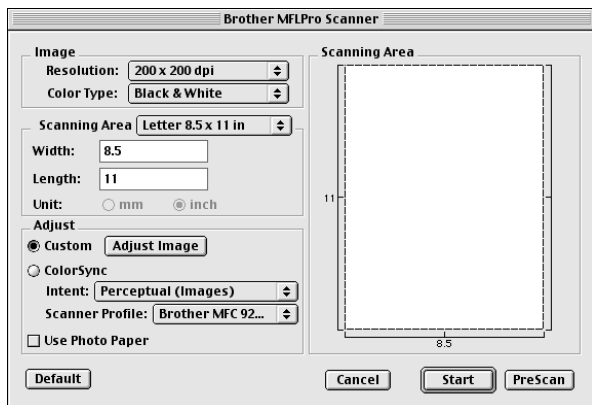 Brother MFLPro Scanner
Image
Resolution: 200 x 200 dpi
Color Type: Black & White
Scanning Area Letter 8.5 x 11 in
Width: 8.5
Length: 11
Unit: mm inch
Adjust
Custom Adjust Image
ColorSync
Intent: Perceptual (Images)
Scanner Profile: Brother MFC 92...
Use Photo Paper
Scanning Area
11
8.5
Default Cancel Start PreScan